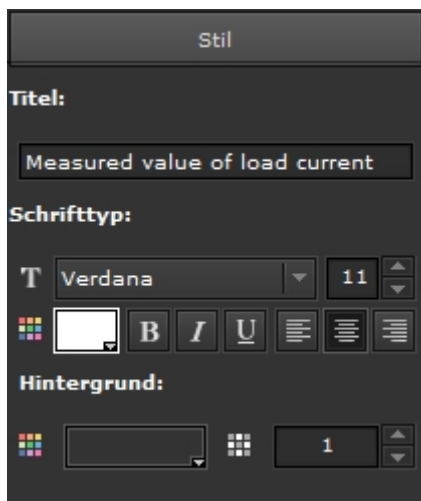 Stil
Titel:
Measured value of load current
Schrifttyp:
T Verdana 11
B I U
Hintergrund:
1